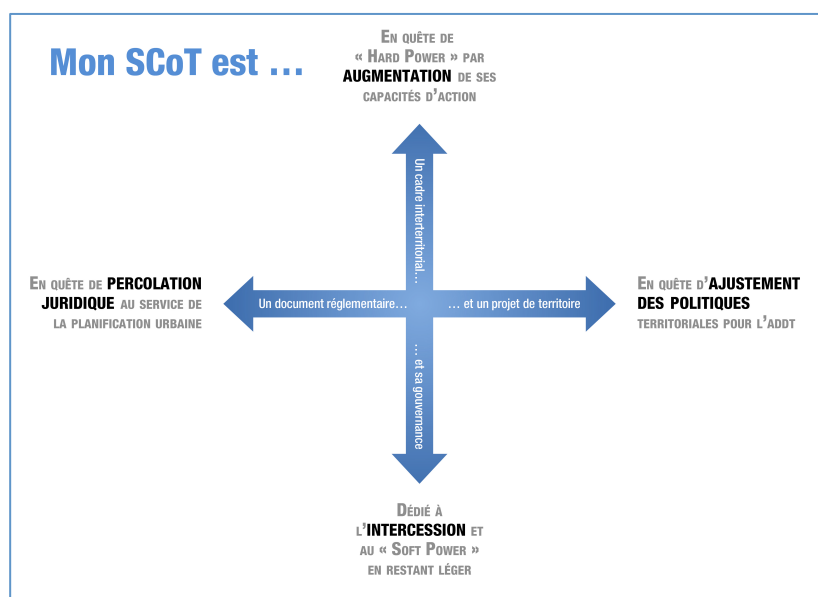 Mon SCoT est …
En quête de
« Hard Power » par
AUGMENTATION de ses
capacités d'action
Un cadre interterritorial…
En quête de PERCOLATION
JURIDIQUE au service de
la planification urbaine
Un document réglementaire…
… et un projet de territoire
En quête d'AJUSTEMENT
DES POLITIQUES
territoriales pour l'ADDT
… et sa gouvernance
Dédié à
l'INTERCESSION et
au « Soft Power »
en restant léger